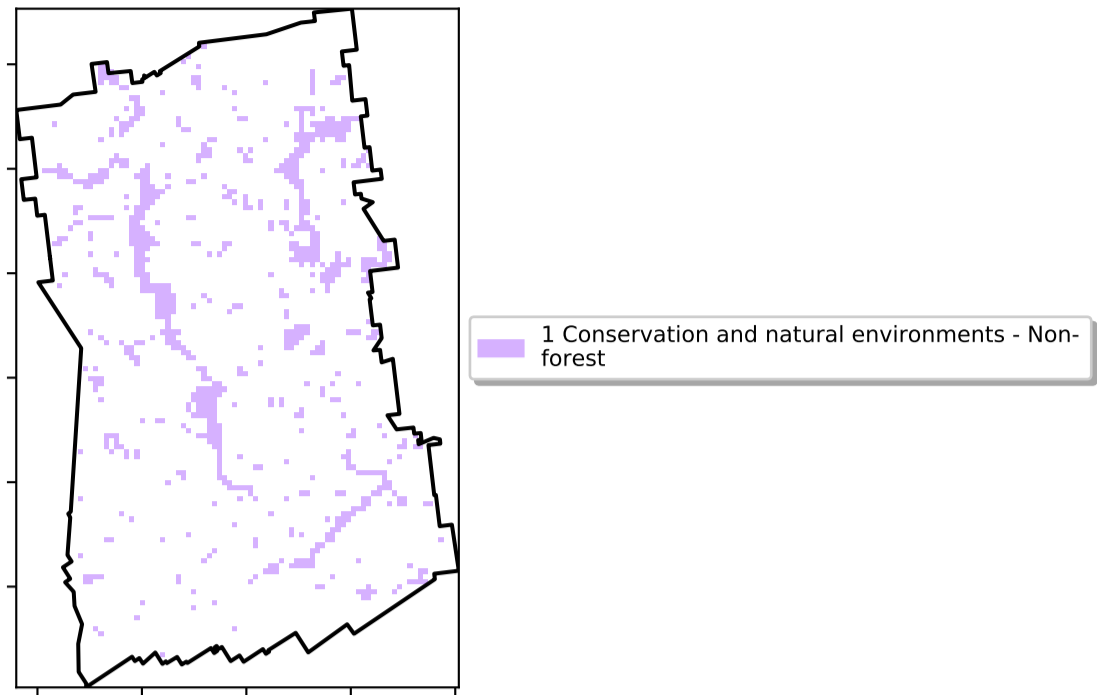 1 Conservation and natural environments - Non-
forest